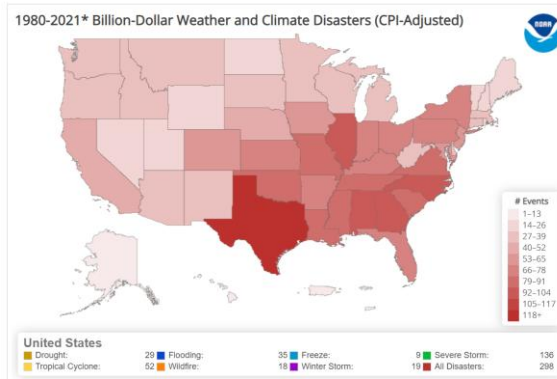 1980-2021* Billion-Dollar Weather and Climate Disasters (CPI-Adjusted)
NOAA
# Events
1–13
14–26
27–39
40–52
53–65
66–78
79–91
92–104
105–117
118+
United States
Drought: 29 Flooding: 35 Freeze: 9 Severe Storm: 136
Tropical Cyclone: 52 Wildfire: 18 Winter Storm: 19 All Disasters: 298